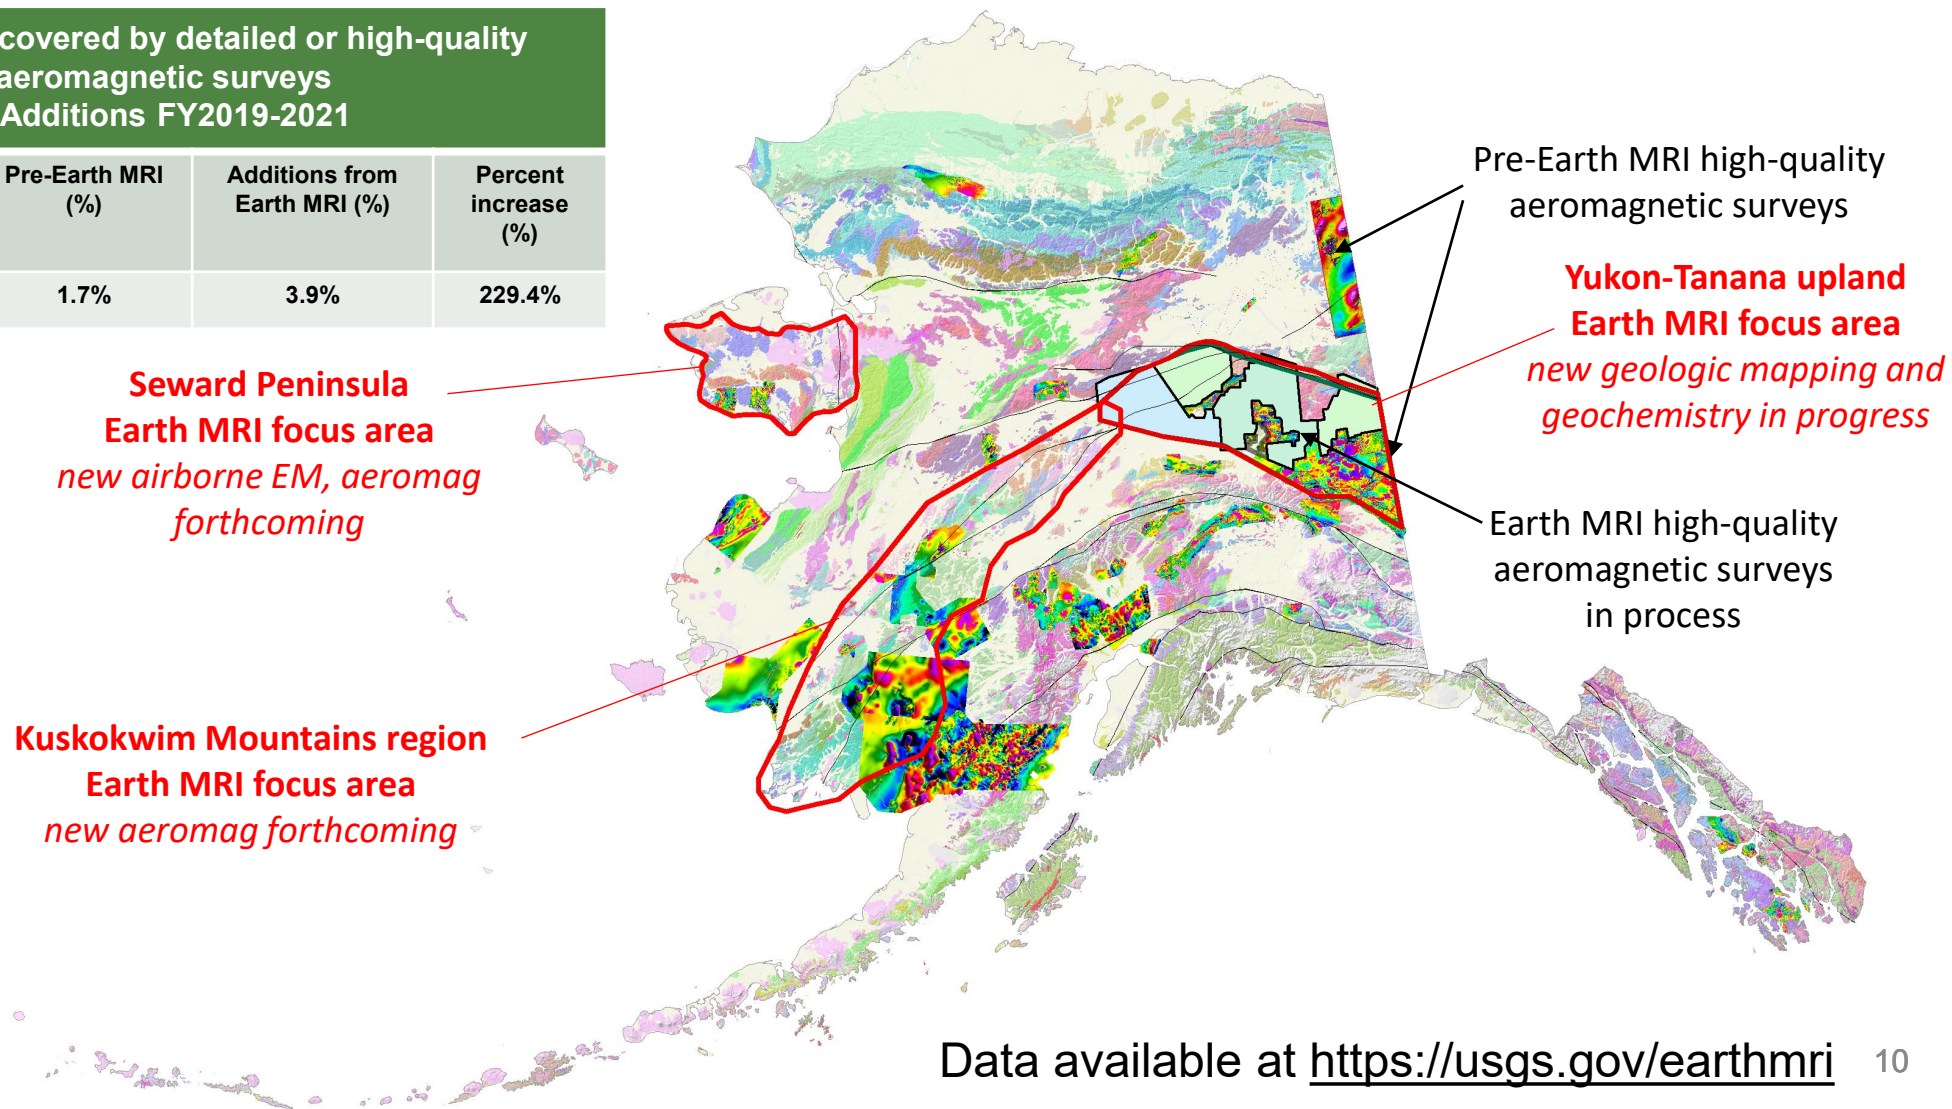 covered by detailed or high-quality
aeromagnetic surveys
Additions FY2019-2021
Pre-Earth MRI
(%)
Additions from
Earth MRI (%)
Percent
increase
(%)
1.7%
3.9%
229.4%
Pre-Earth MRI high-quality
aeromagnetic surveys
Yukon-Tanana upland
Earth MRI focus area
new geologic mapping and
geochemistry in progress
Seward Peninsula
Earth MRI focus area
new airborne EM, aeromag
forthcoming
Earth MRI high-quality
aeromagnetic surveys
in process
Kuskokwim Mountains region
Earth MRI focus area
new aeromag forthcoming
Data available at https://usgs.gov/earthmri
10